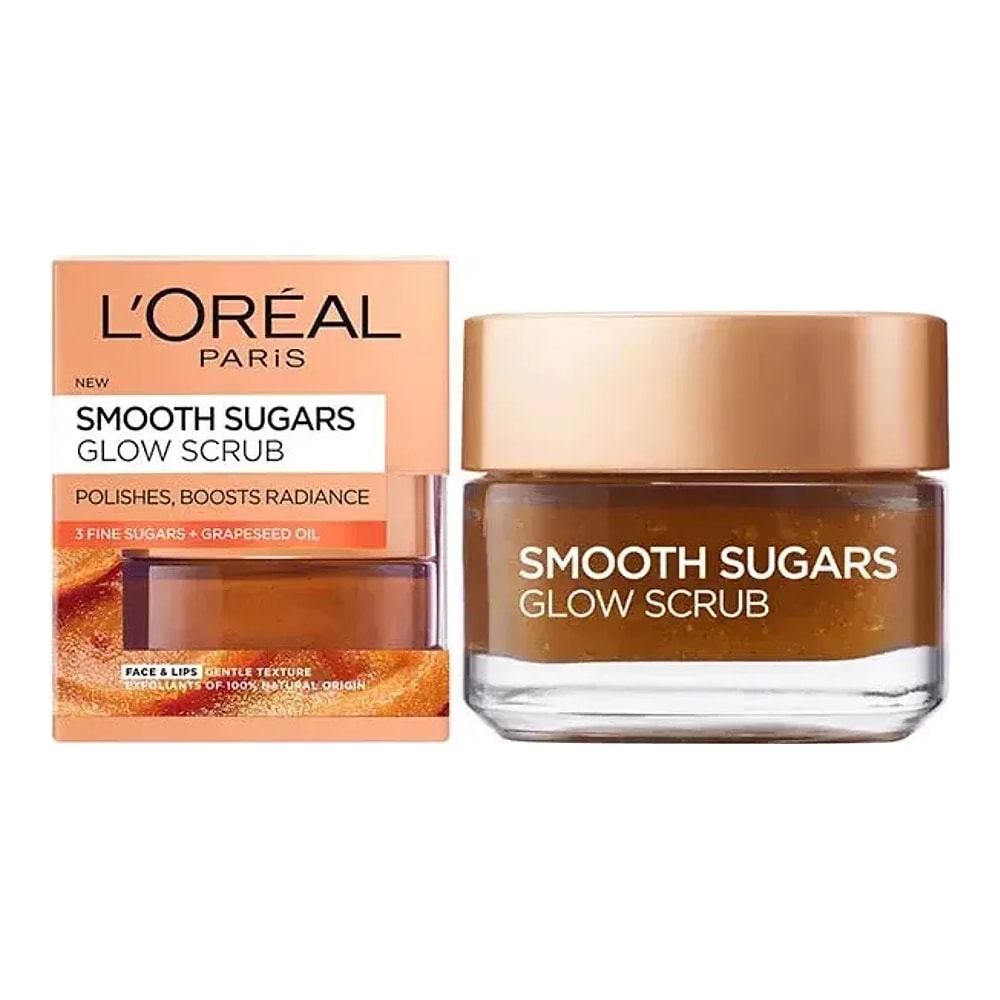 L'ORÉAL
PARiS
NEW
SMOOTH SUGARS
GLOW SCRUB
POLISHES, BOOSTS RADIANCE
3 FINE SUGARS + GRAPESEED OIL
FACE & LIPS GENTLE TEXTURE
EXFOLIANTS OF 100% NATURAL ORIGIN
SMOOTH SUGARS
GLOW SCRUB